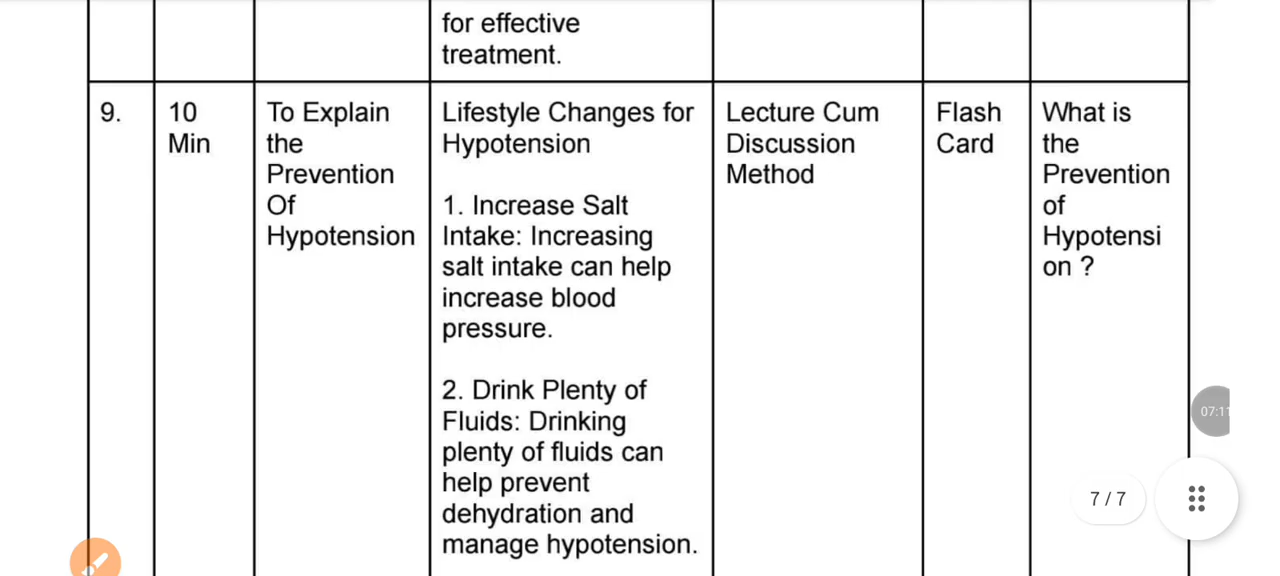 for effective
treatment.
9.
10
Min
To Explain
the
Prevention
Of
Hypotension
Lifestyle Changes for
Hypotension
1. Increase Salt
Intake: Increasing
salt intake can help
increase blood
pressure.
2. Drink Plenty of
Fluids: Drinking
plenty of fluids can
help prevent
dehydration and
manage hypotension.
Lecture Cum
Discussion
Method
Flash
Card
What is
the
Prevention
of
Hypotensi
on ?
07:11
7 / 7